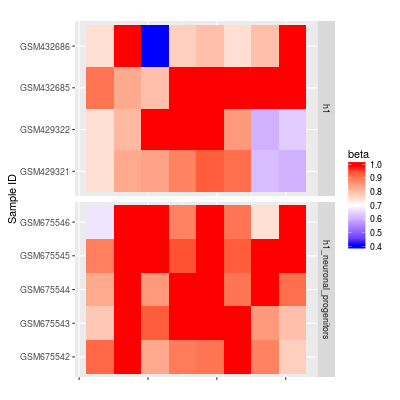 GSM432686
GSM432685
GSM429322
GSM429321
h1
GSM675546
GSM675545
GSM675544
GSM675543
GSM675542
h1_neuronal_progenitors
Sample ID
beta
1.0
0.9
0.8
0.7
0.6
0.5
0.4